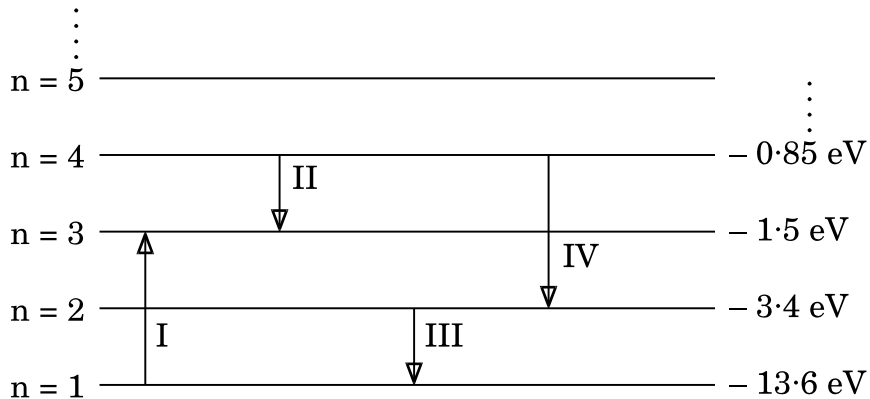 n = 5
n = 4 – 0·85 eV
II
n = 3 – 1·5 eV
IV
n = 2 – 3·4 eV
I III
n = 1 – 13·6 eV